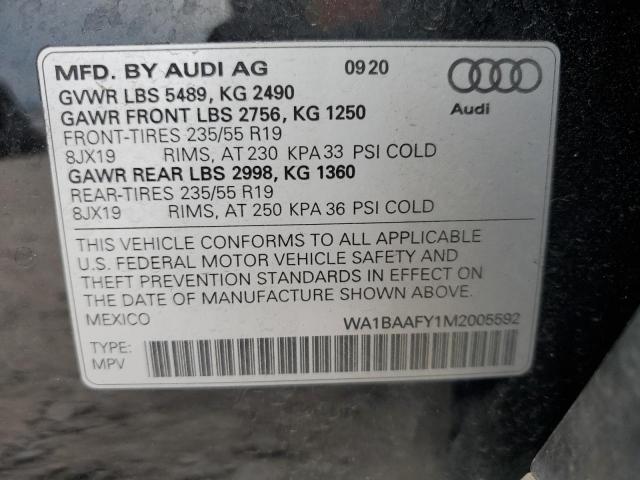 MFD. BY AUDI AG 0920
GVWR LBS 5489, KG 2490
GAWR FRONT LBS 2756, KG 1250
Audi
FRONT-TIRES 235/55 R19
8JX19 RIMS, AT 230 KPA 33 PSI COLD
GAWR REAR LBS 2998, KG 1360
REAR-TIRES 235/55 R19
8JX19 RIMS, AT 250 KPA 36 PSI COLD
THIS VEHICLE CONFORMS TO ALL APPLICABLE
U.S. FEDERAL MOTOR VEHICLE SAFETY AND
THEFT PREVENTION STANDARDS IN EFFECT ON
THE DATE OF MANUFACTURE SHOWN ABOVE.
MEXICO WA1BAAFY1M2005592
TYPE:
MPV